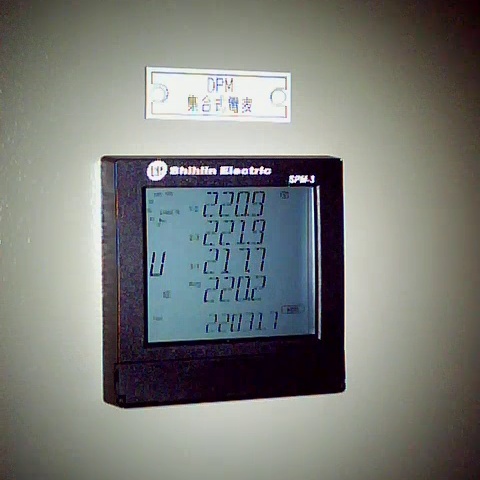 DPM
集合式電表
Shihlin Electric
SPM-3
220.9
221.9
U
217.7
220.2
22071.7